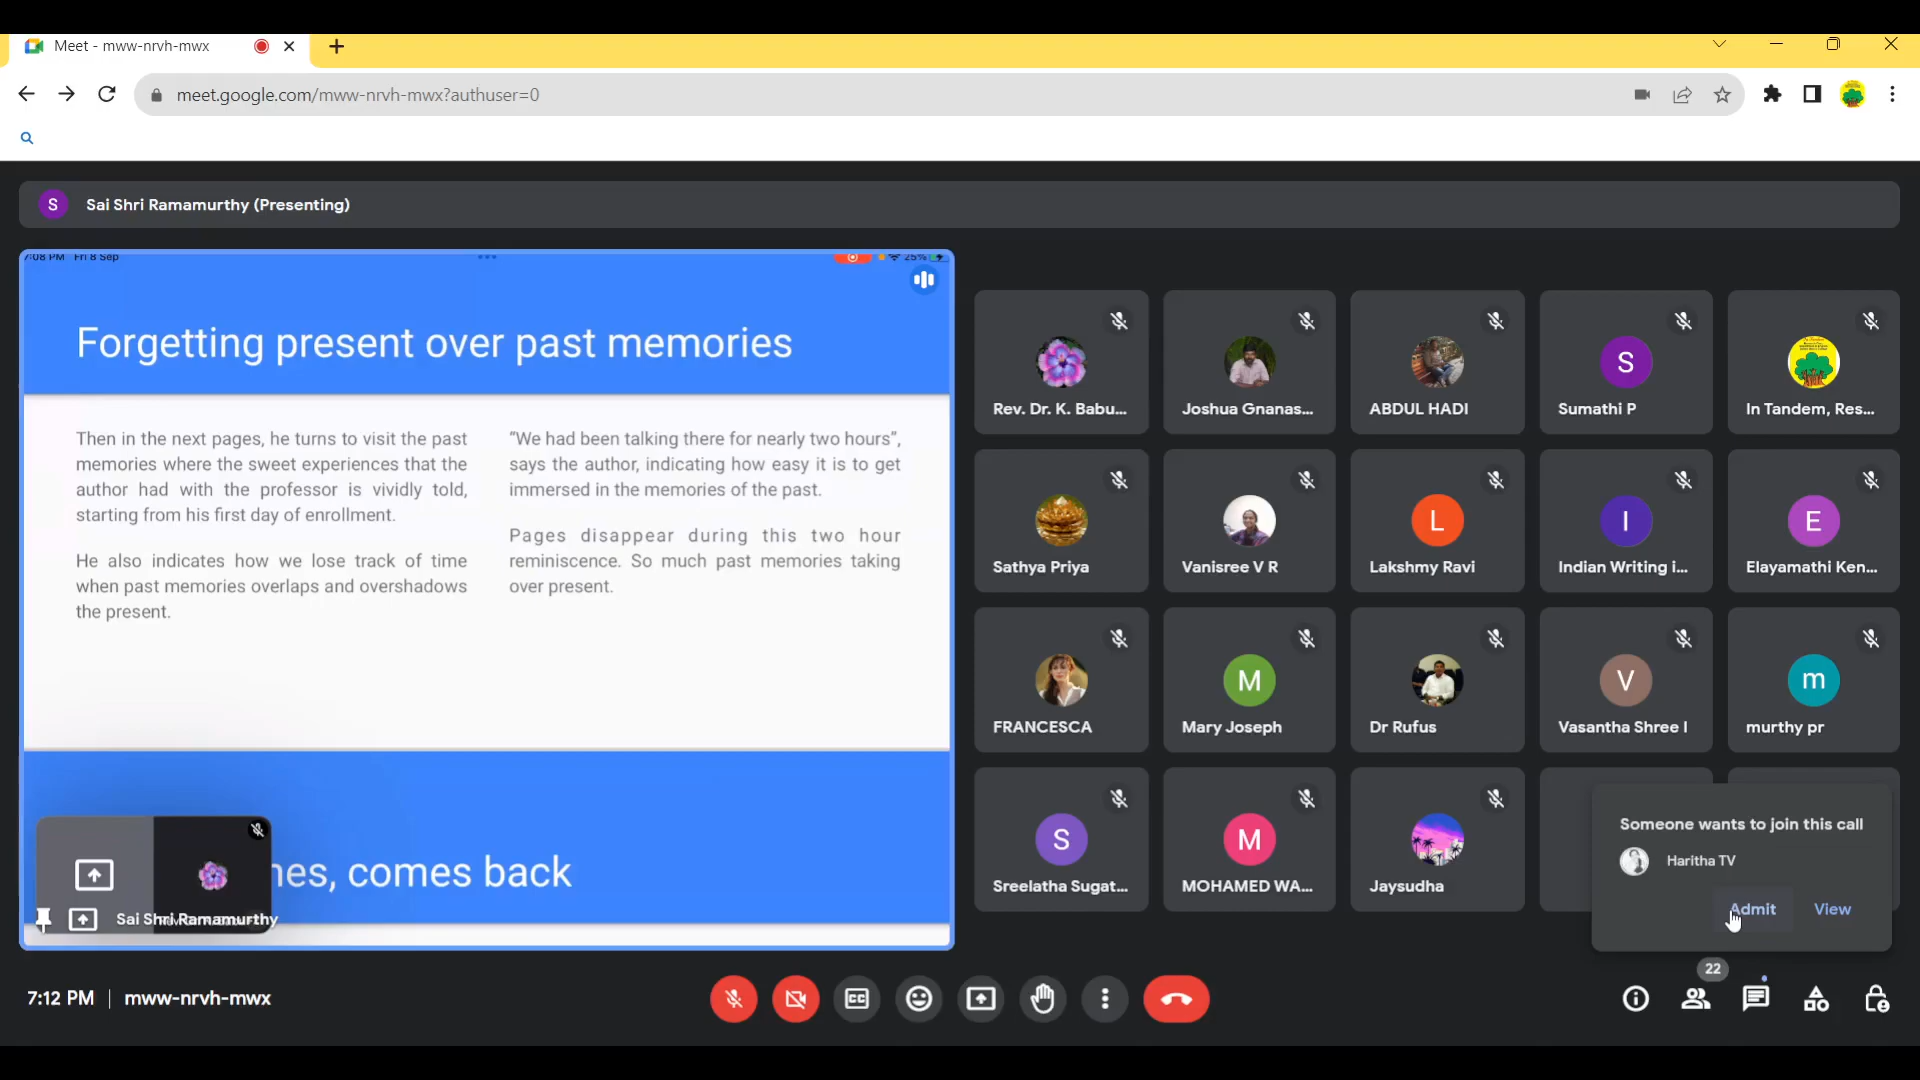 Meet - mww-nrvh-mwx
meet.google.com/mww-nrvh-mwx?authuser=0
S
Sai Shri Ramamurthy (Presenting)
7:08 PM Fri 8 Sep
25%
Forgetting present over past memories
Then in the next pages, he turns to visit the past
memories where the sweet experiences that the
author had with the professor is vividly told,
starting from his first day of enrollment.
He also indicates how we lose track of time
when past memories overlaps and overshadows
the present.
"We had been talking there for nearly two hours",
says the author, indicating how easy it is to get
immersed in the memories of the past.
Pages disappear during this two hour
reminiscence. So much past memories taking
over present.
comes back
Sai Shri Ramamurthy
Rev. Dr. K. Babu...
Joshua Gnanas...
ABDUL HADI
S
Sumathi P
In Tandem, Res...
Sathya Priya
Vanisree V R
L
Lakshmy Ravi
I
Indian Writing i...
E
Elayamathi Ken...
FRANCESCA
M
Mary Joseph
Dr Rufus
V
Vasantha Shree I
m
murthy pr
S
Sreelatha Sugat...
M
MOHAMED WA...
Jaysudha
Someone wants to join this call
Haritha TV
Admit View
7:12 PM | mww-nrvh-mwx
CC
22